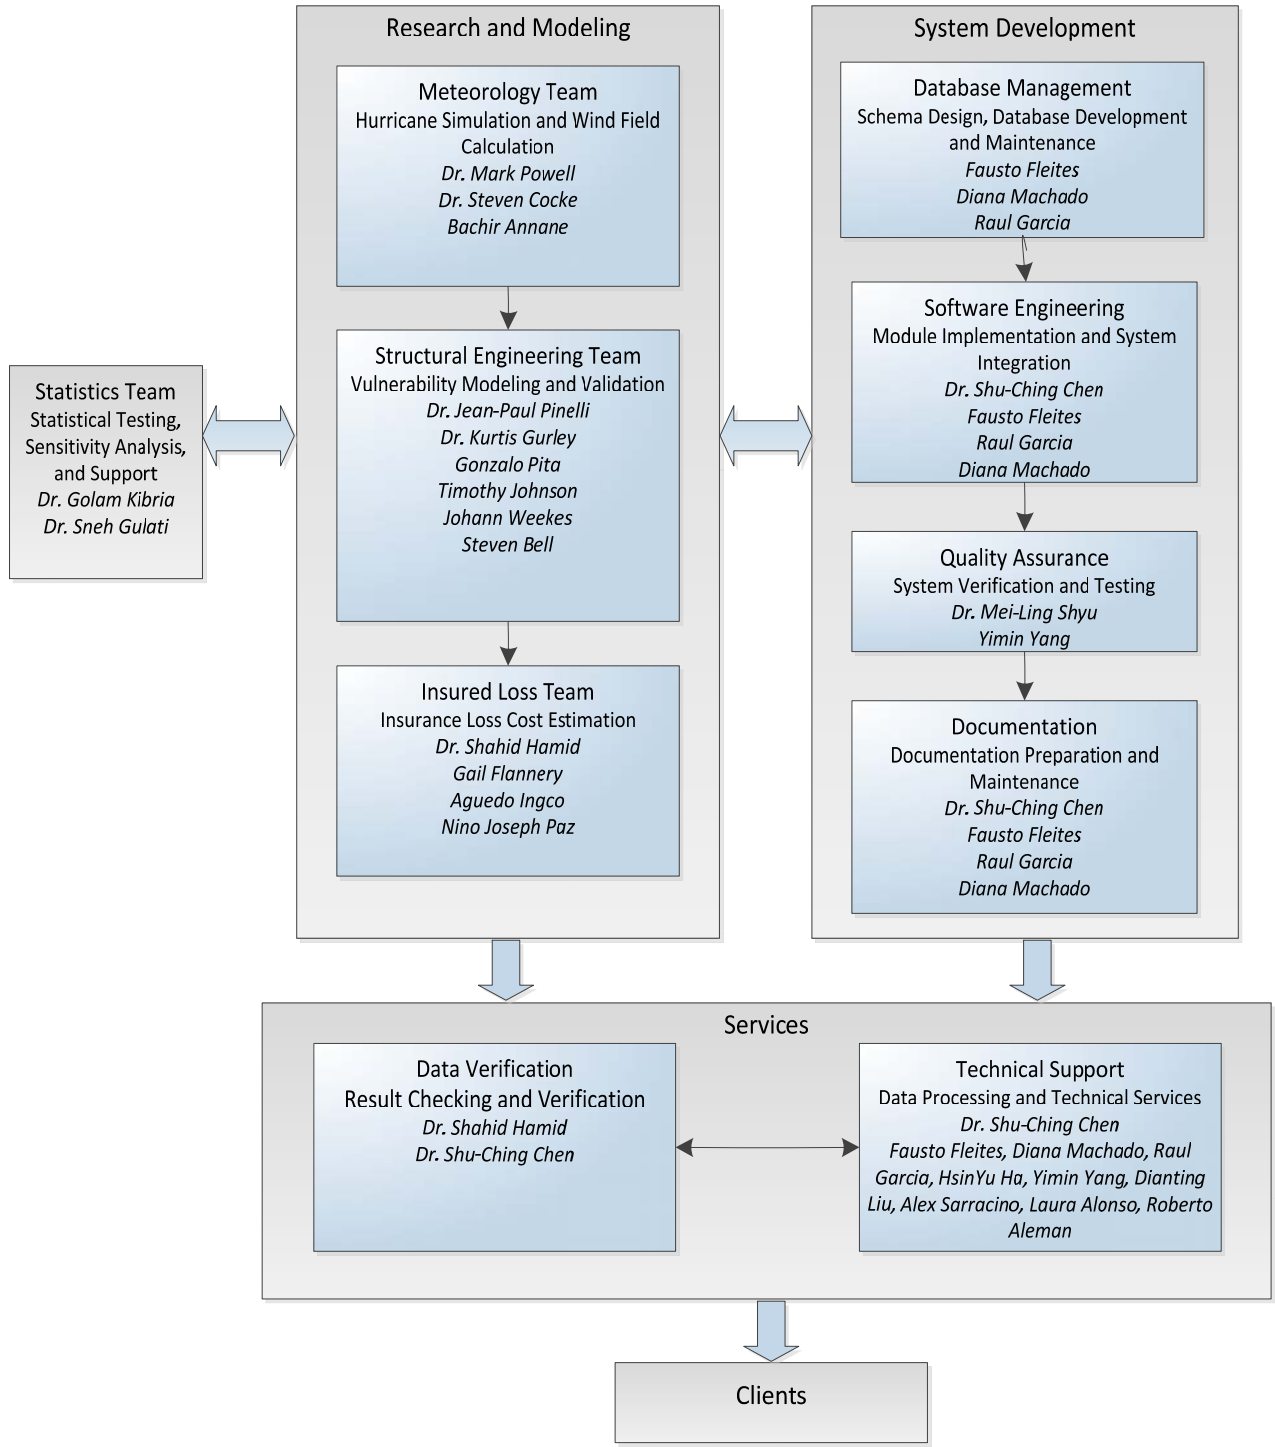 Research and Modeling
Meteorology Team
Hurricane Simulation and Wind Field
Calculation
Dr. Mark Powell
Dr. Steven Cocke
Bachir Annane
Structural Engineering Team
Vulnerability Modeling and Validation
Dr. Jean-Paul Pinelli
Dr. Kurtis Gurley
Gonzalo Pita
Timothy Johnson
Johann Weekes
Steven Bell
Insured Loss Team
Insurance Loss Cost Estimation
Dr. Shahid Hamid
Gail Flannery
Aguedo Ingco
Nino Joseph Paz
System Development
Database Management
Schema Design, Database Development
and Maintenance
Fausto Fleites
Diana Machado
Raul Garcia
Software Engineering
Module Implementation and System
Integration
Dr. Shu-Ching Chen
Fausto Fleites
Raul Garcia
Diana Machado
Quality Assurance
System Verification and Testing
Dr. Mei-Ling Shyu
Yimin Yang
Documentation
Documentation Preparation and
Maintenance
Dr. Shu-Ching Chen
Fausto Fleites
Raul Garcia
Diana Machado
Statistics Team
Statistical Testing,
Sensitivity Analysis,
and Support
Dr. Golam Kibria
Dr. Sneh Gulati
Services
Data Verification
Result Checking and Verification
Dr. Shahid Hamid
Dr. Shu-Ching Chen
Technical Support
Data Processing and Technical Services
Dr. Shu-Ching Chen
Fausto Fleites, Diana Machado, Raul
Garcia, HsinYu Ha, Yimin Yang, Dianting
Liu, Alex Sarracino, Laura Alonso, Roberto
Aleman
Clients